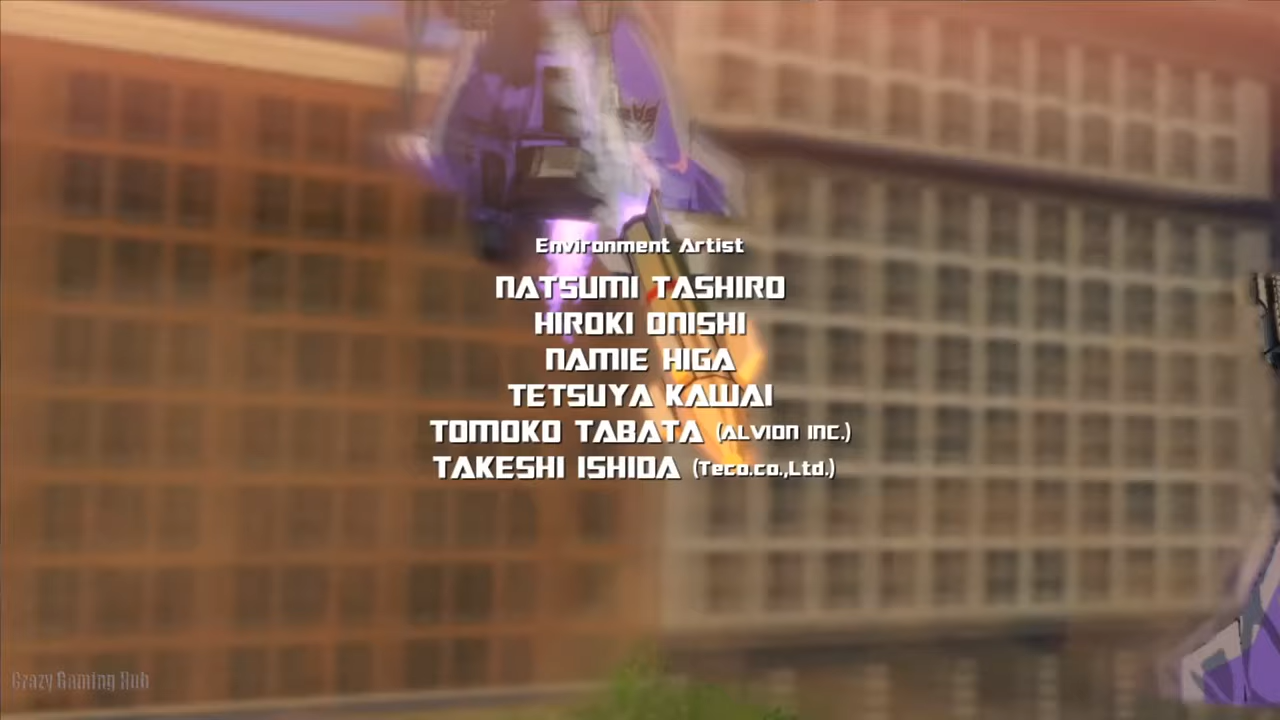 Environment Artist
NATSUMI TASHIRO
HIROKI ONISHI
NAMIE HIGA
TETSUYA KAWAI
TOMOKO TABATA (ALVION INC.)
TAKESHI ISHIDA (Teco.co.,Ltd.)
Crazy Gaming Hub